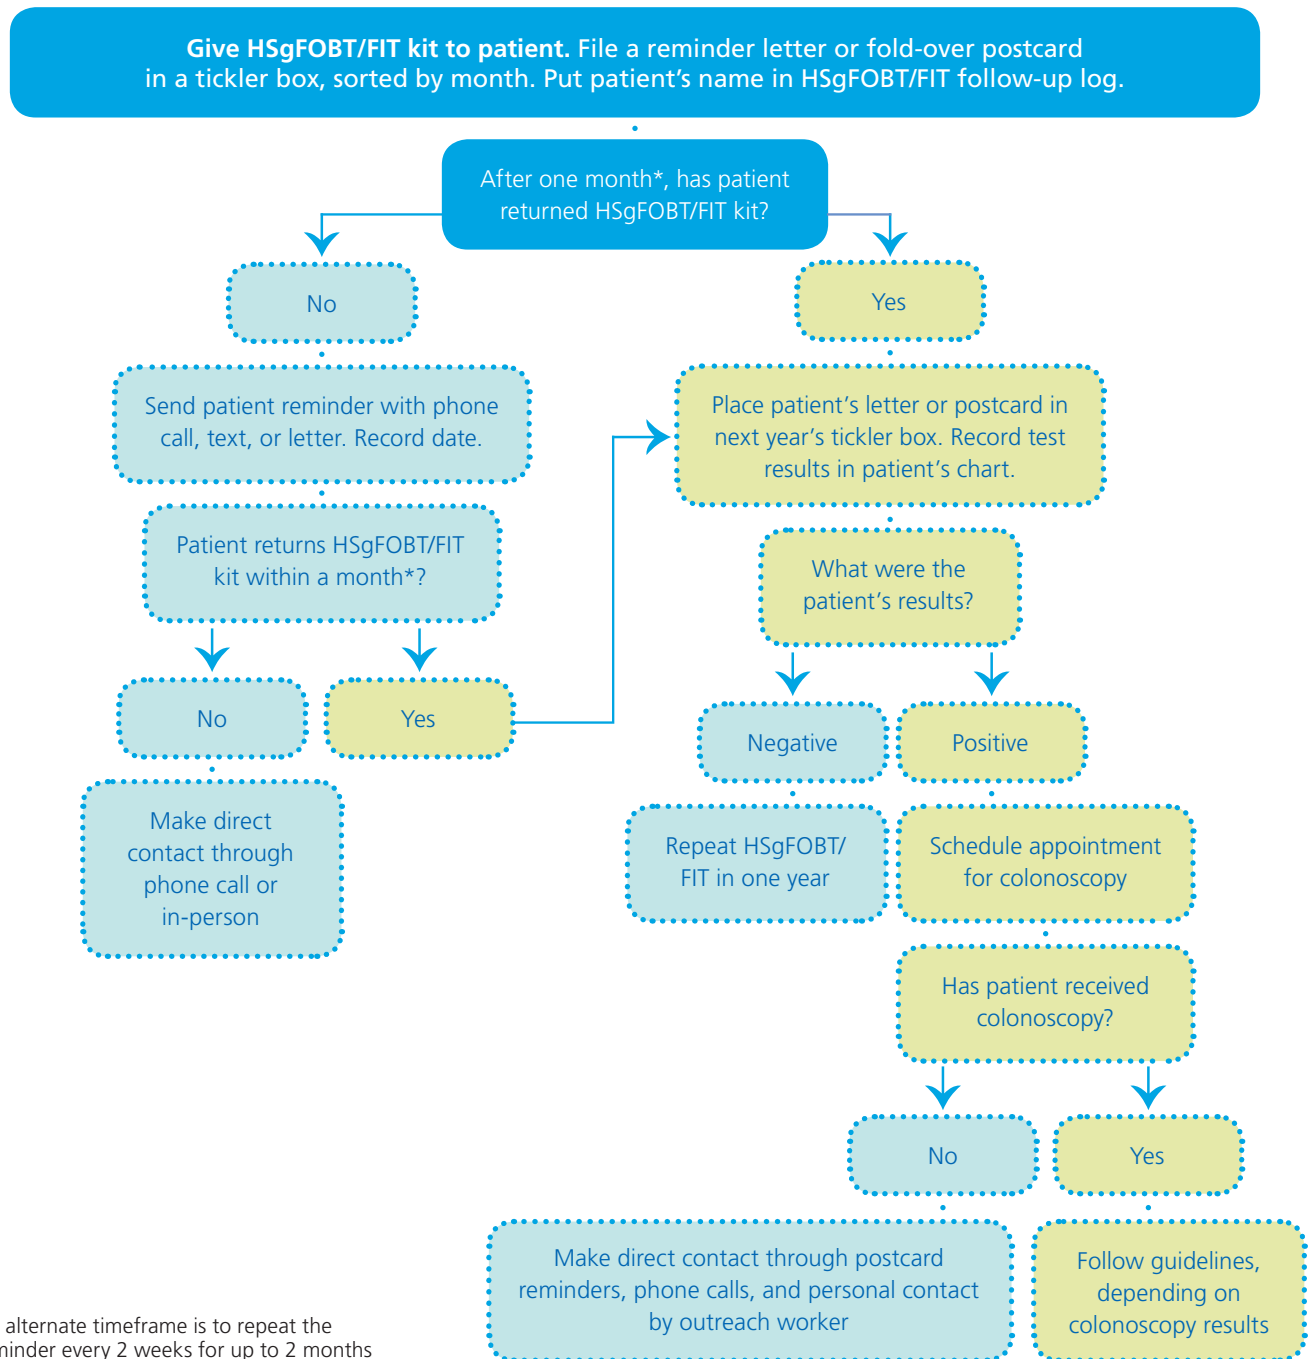 Give HSgFOBT/FIT kit to patient. File a reminder letter or fold-over postcard
in a tickler box, sorted by month. Put patient’s name in HSgFOBT/FIT follow-up log.
After one month*, has patient
returned HSgFOBT/FIT kit?
No
Yes
Send patient reminder with phone
call, text, or letter. Record date.
Place patient’s letter or postcard in
next year’s tickler box. Record test
results in patient’s chart.
Patient returns HSgFOBT/FIT
kit within a month*?
What were the
patient’s results?
No
Yes
Negative
Positive
Make direct
contact through
phone call or
in-person
Repeat HSgFOBT/
FIT in one year
Schedule appointment
for colonoscopy
Has patient received
colonoscopy?
No
Yes
Make direct contact through postcard
reminders, phone calls, and personal contact
by outreach worker
Follow guidelines,
depending on
colonoscopy results
alternate timeframe is to repeat the
every 2 weeks for up to 2 months